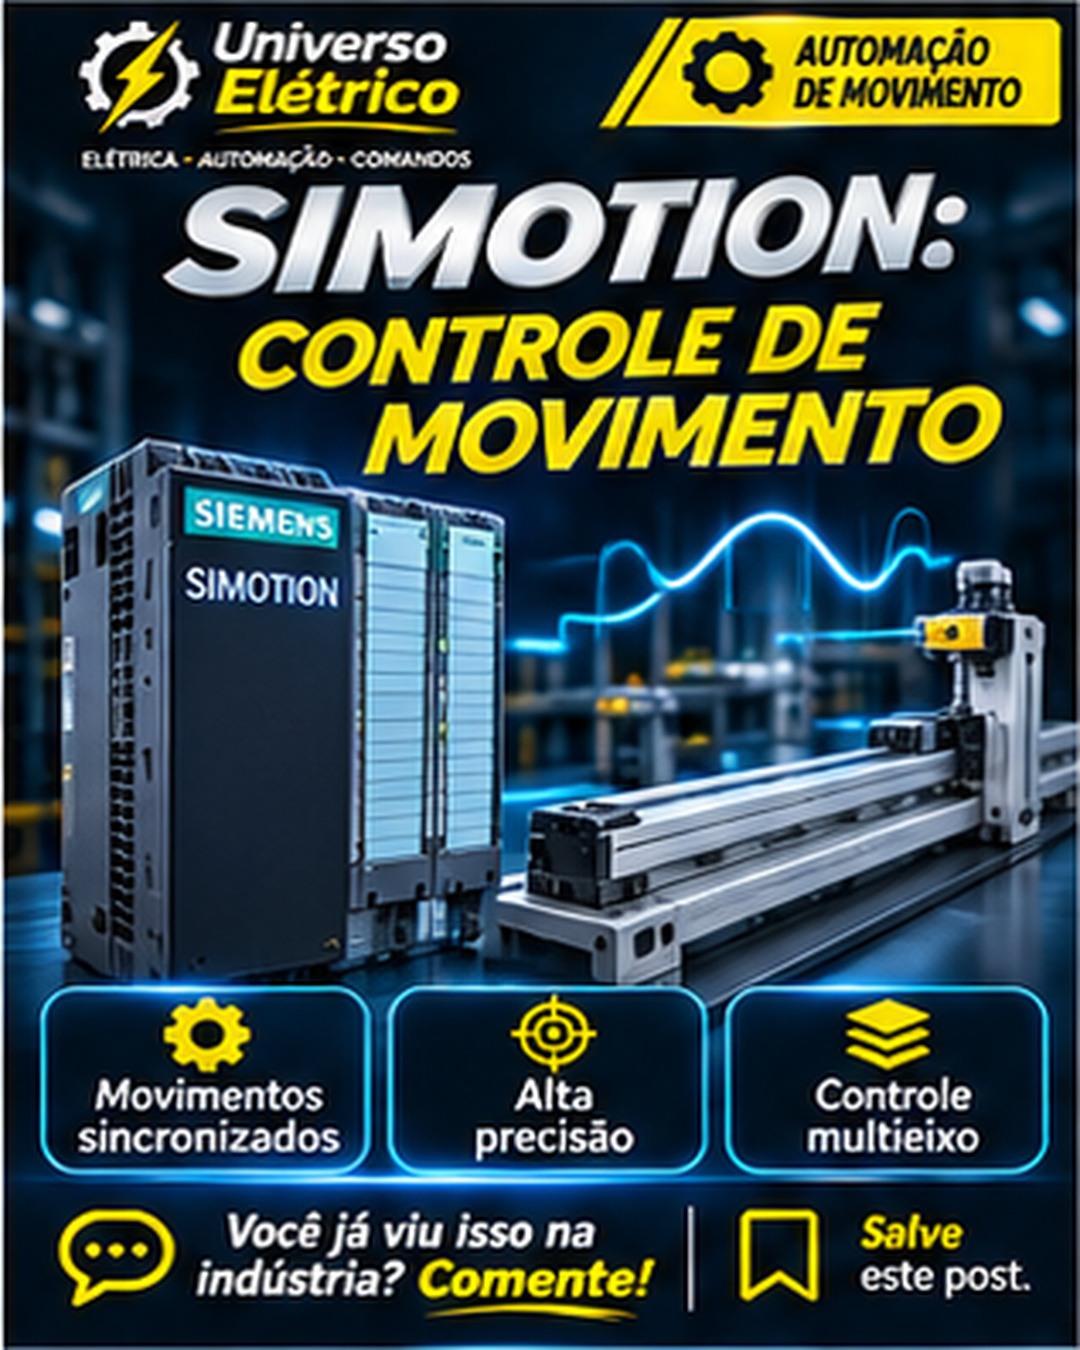 Universo
Elétrico
ELÉTRICA - AUTOMAÇÃO - COMANDOS
AUTOMAÇÃO
DE MOVIMENTO
SIMOTION:
CONTROLE DE
MOVIMENTO
SIEMENS
SIMOTION
Movimentos
sincronizados
Alta
precisão
Controle
multieixo
Você já viu isso na
indústria? Comente!
Salve
este post.